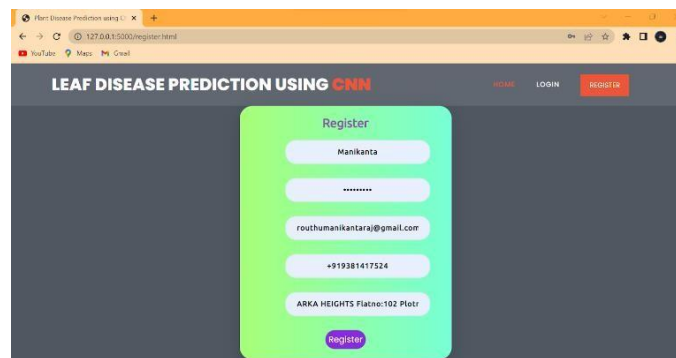 Plant Disease Prediction using C
127.0.0.1:5000/register.html
YouTube Maps Gmail
LEAF DISEASE PREDICTION USING CNN
HOME LOGIN REGISTER
Register
Manikanta
•••••••••
routhumanikantaraj@gmail.com
+919381417524
ARKA HEIGHTS Flatno:102 Plotr
Register